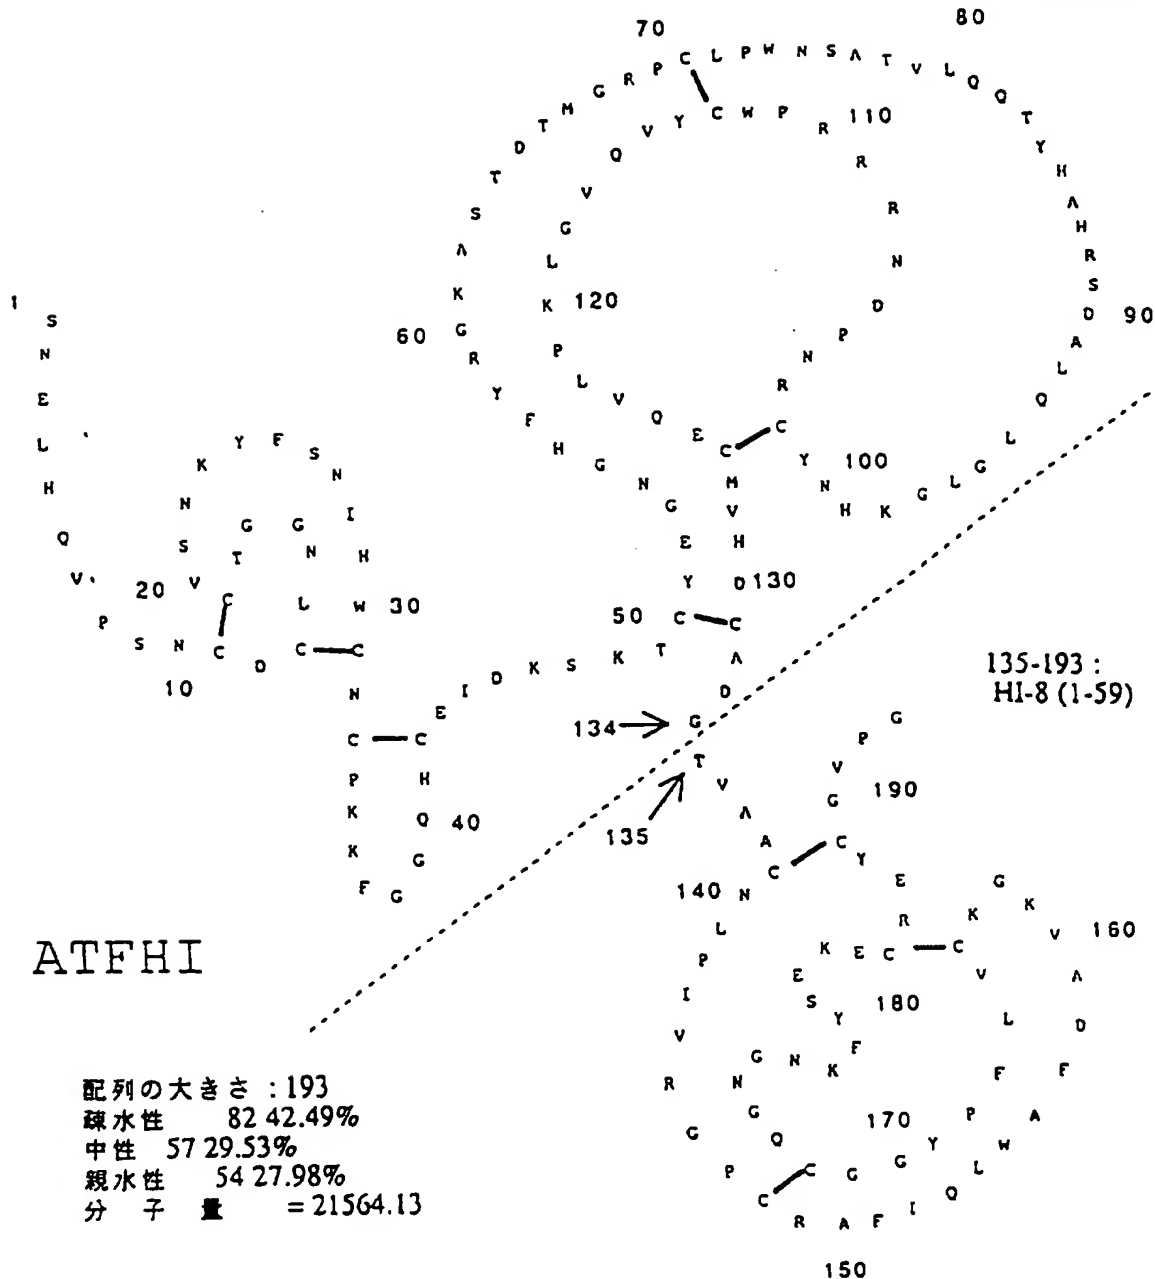 1
S N E L H Q V P S N C D C L N G G T C V S N K Y F S N I H W C N C P K K F G G Q H C E I D K S K T C Y E G N G H F Y R G K A S T D T M G R P C L P W N S A T V L Q Q T Y H A H R S D A L Q L G L G K H N Y C R N P D N R R R P W C Y V Q V G L K P L V Q E C M V H D C A D G
10
20
30
40
50
60
70
80
90
100
110
120
130
134
135
T V A A C N L P I V R G P C R A F I Q L W A F D A V K G K C V L F P Y G G C Q G N G N K F Y S E K E C R E Y C G V P G
140
150
160
170
180
190
135-193 :
HI-8 (1-59)
ATFHI
配列の大きさ : 193
疎水性 82 42.49%
中性 57 29.53%
親水性 54 27.98%
分 子 量 = 21564.13